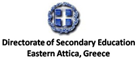 Directorate of Secondary Education
Eastern Attica, Greece